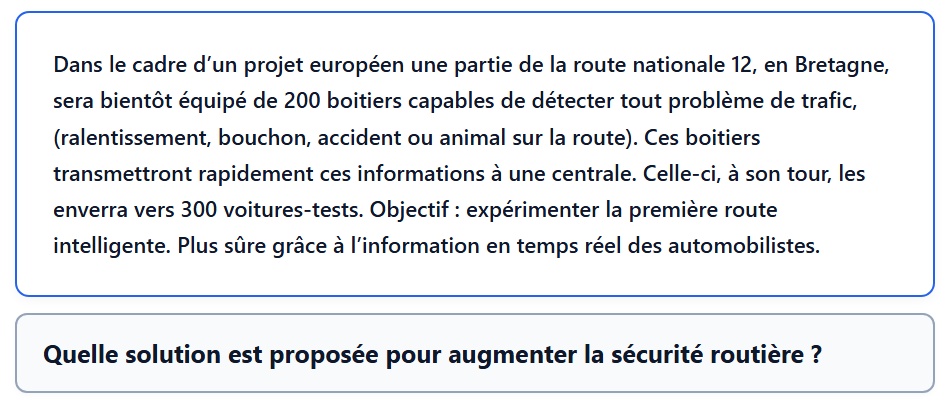 Dans le cadre d’un projet européen une partie de la route nationale 12, en Bretagne,
sera bientôt équipé de 200 boitiers capables de détecter tout problème de trafic,
(ralentissement, bouchon, accident ou animal sur la route). Ces boitiers
transmettront rapidement ces informations à une centrale. Celle-ci, à son tour, les
enverra vers 300 voitures-tests. Objectif : expérimenter la première route
intelligente. Plus sûre grâce à l’information en temps réel des automobilistes.
Quelle solution est proposée pour augmenter la sécurité routière ?